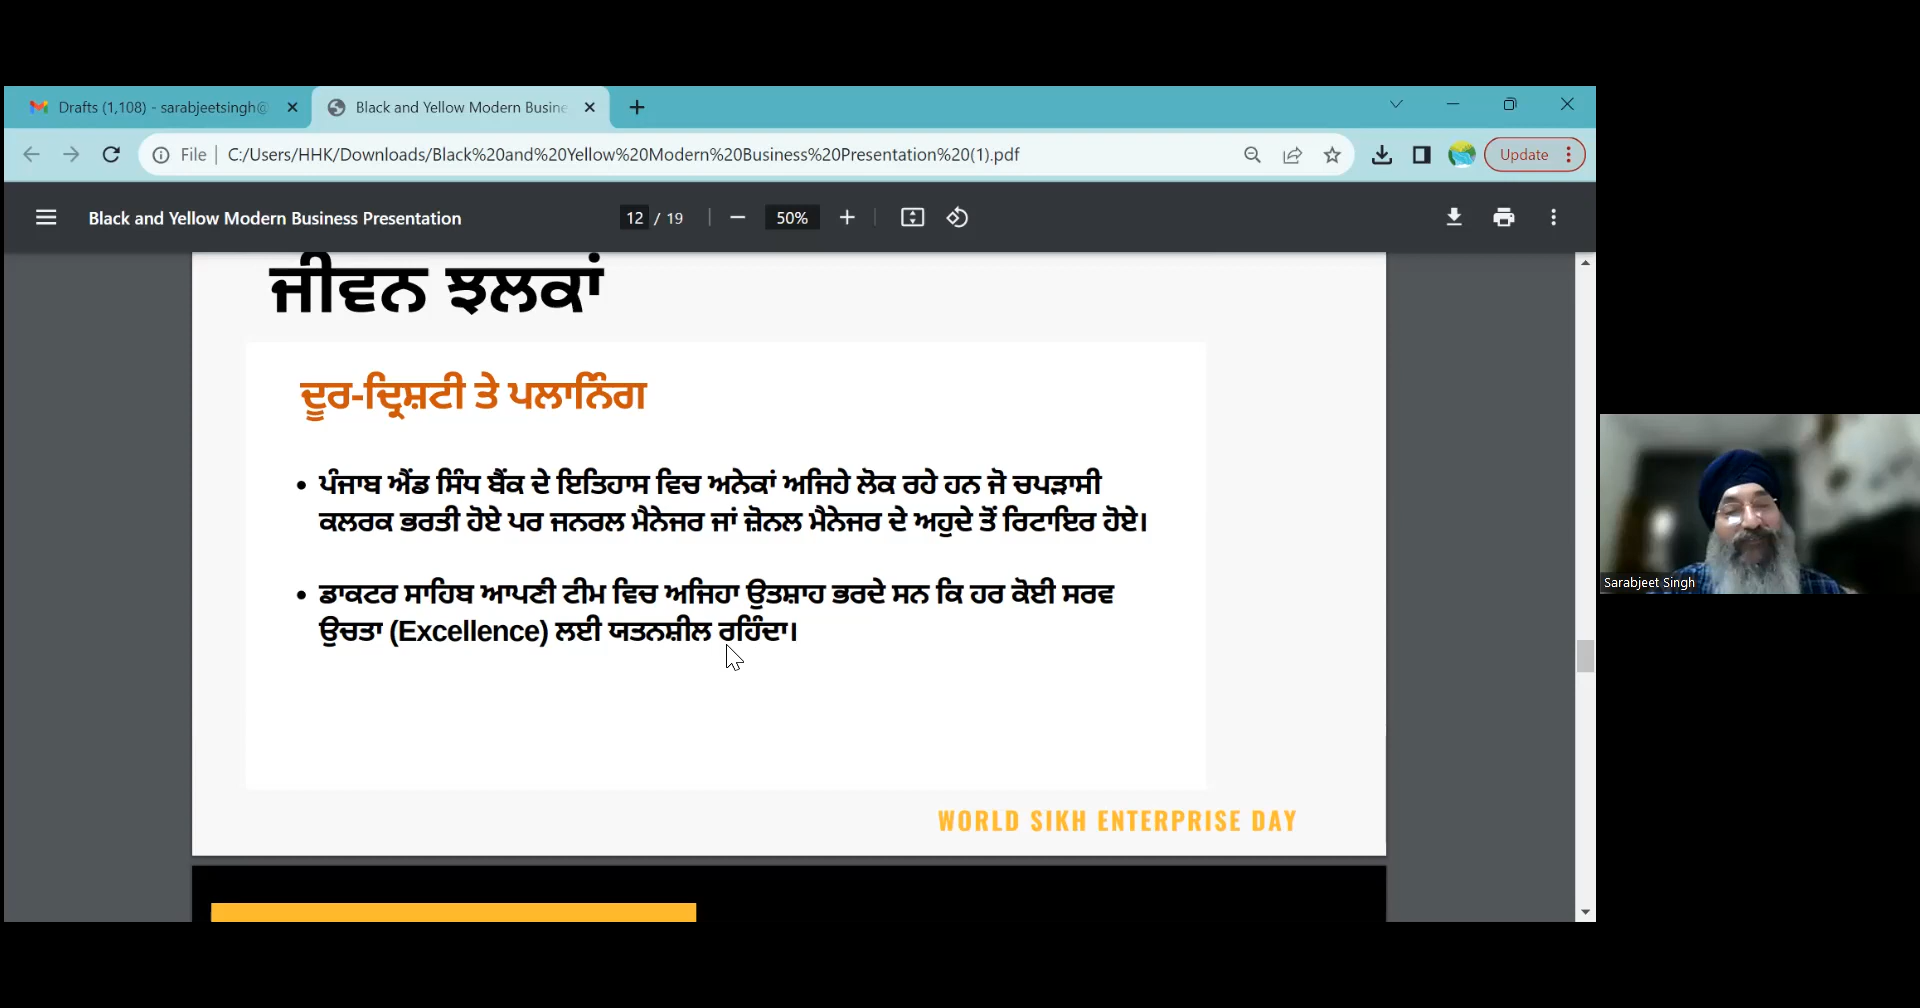 Drafts (1,108) - sarabjeetsingh@
Black and Yellow Modern Busine
File
C:/Users/HHK/Downloads/Black%20and%20Yellow%20Modern%20Business%20Presentation%20(1).pdf
Update
Black and Yellow Modern Business Presentation
12 / 19
50%
ਜੀਵਨ ਝਲਕਾਂ
ਦੂਰ-ਦ੍ਰਿਸ਼ਟੀ ਤੇ ਪਲਾਨਿੰਗ
• ਪੰਜਾਬ ਐਂਡ ਸਿੰਧ ਬੈਂਕ ਦੇ ਇਤਿਹਾਸ ਵਿਚ ਅਨੇਕਾਂ ਅਜਿਹੇ ਲੋਕ ਰਹੇ ਹਨ ਜੋ ਚਪੜਾਸੀ
ਕਲਰਕ ਭਰਤੀ ਹੋਏ ਪਰ ਜਨਰਲ ਮੈਨੇਜਰ ਜਾਂ ਜ਼ੋਨਲ ਮੈਨੇਜਰ ਦੇ ਅਹੁਦੇ ਤੋਂ ਰਿਟਾਇਰ ਹੋਏ।
• ਡਾਕਟਰ ਸਾਹਿਬ ਆਪਣੀ ਟੀਮ ਵਿਚ ਅਜਿਹਾ ਉਤਸ਼ਾਹ ਭਰਦੇ ਸਨ ਕਿ ਹਰ ਕੋਈ ਸਰਵ
ਉਚਤਾ (Excellence) ਲਈ ਯਤਨਸ਼ੀਲ ਰਹਿੰਦਾ।
WORLD SIKH ENTERPRISE DAY
Sarabjeet Singh